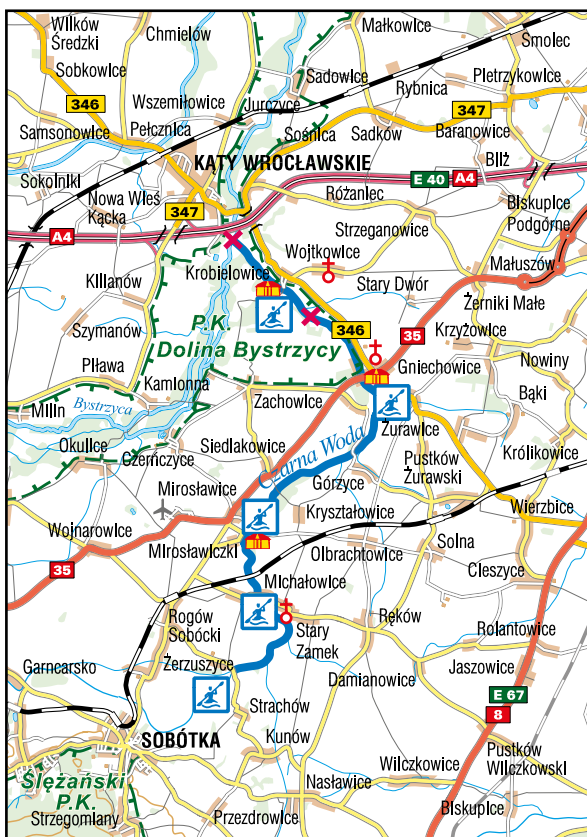 Wilków
Średzki
Chmielów
Małkowice
Smolec
Sobkowice
Sadowice
Rybnica
Pietrzykowice
346
Wszemiłowice
Jurczyce
347
Samsonowice
Pełcznica
Sośnica
Sadków
Baranowice
KĄTY WROCŁAWSKIE
Bliż
Sokolniki
E 40
A4
Nowa Wieś
Kącka
Różaniec
Biskupice
Podgórne
347
Strzeganowice
A4
Wojtkowice
Małuszów
Krobielowice
Stary Dwór
Kilianów
Żerniki Małe
Szymanów
P.K.
Dolina Bystrzycy
346
35
Krzyżowice
Piława
Gniechowice
Nowiny
Kamionna
Bąki
Milin
Bystrzyca
Zachowice
Żurawice
Okulice
Siedlakowice
Czarna Woda
Królikowice
Czerńczyce
Pustków
Żurawski
Mirosławice
Górzyce
Wierzbice
Wojnarowice
Kryształowice
Solna
Mirosławiczki
Olbrachtowice
Cieszyce
35
Michałowice
Rogów
Sobócki
Ręków
Rolantowice
Stary
Zamek
Żerzuszyce
Garncarsko
Damianowice
Jaszowice
Strachów
E 67
8
SOBÓTKA
Kunów
Pustków
Wilczkowski
Ślężański
P.K.
Wilczkowice
Nasławice
Strzegomiany
Przezdrowice
Biskupice